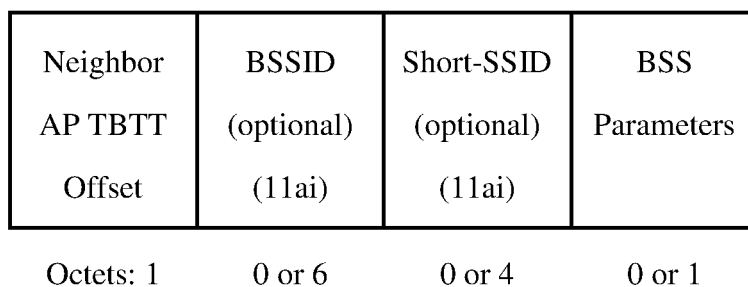 Neighbor
AP TBTT
Offset
BSSID
(optional)
(11ai)
Short-SSID
(optional)
(11ai)
BSS
Parameters
Octets: 1
0 or 6
0 or 4
0 or 1